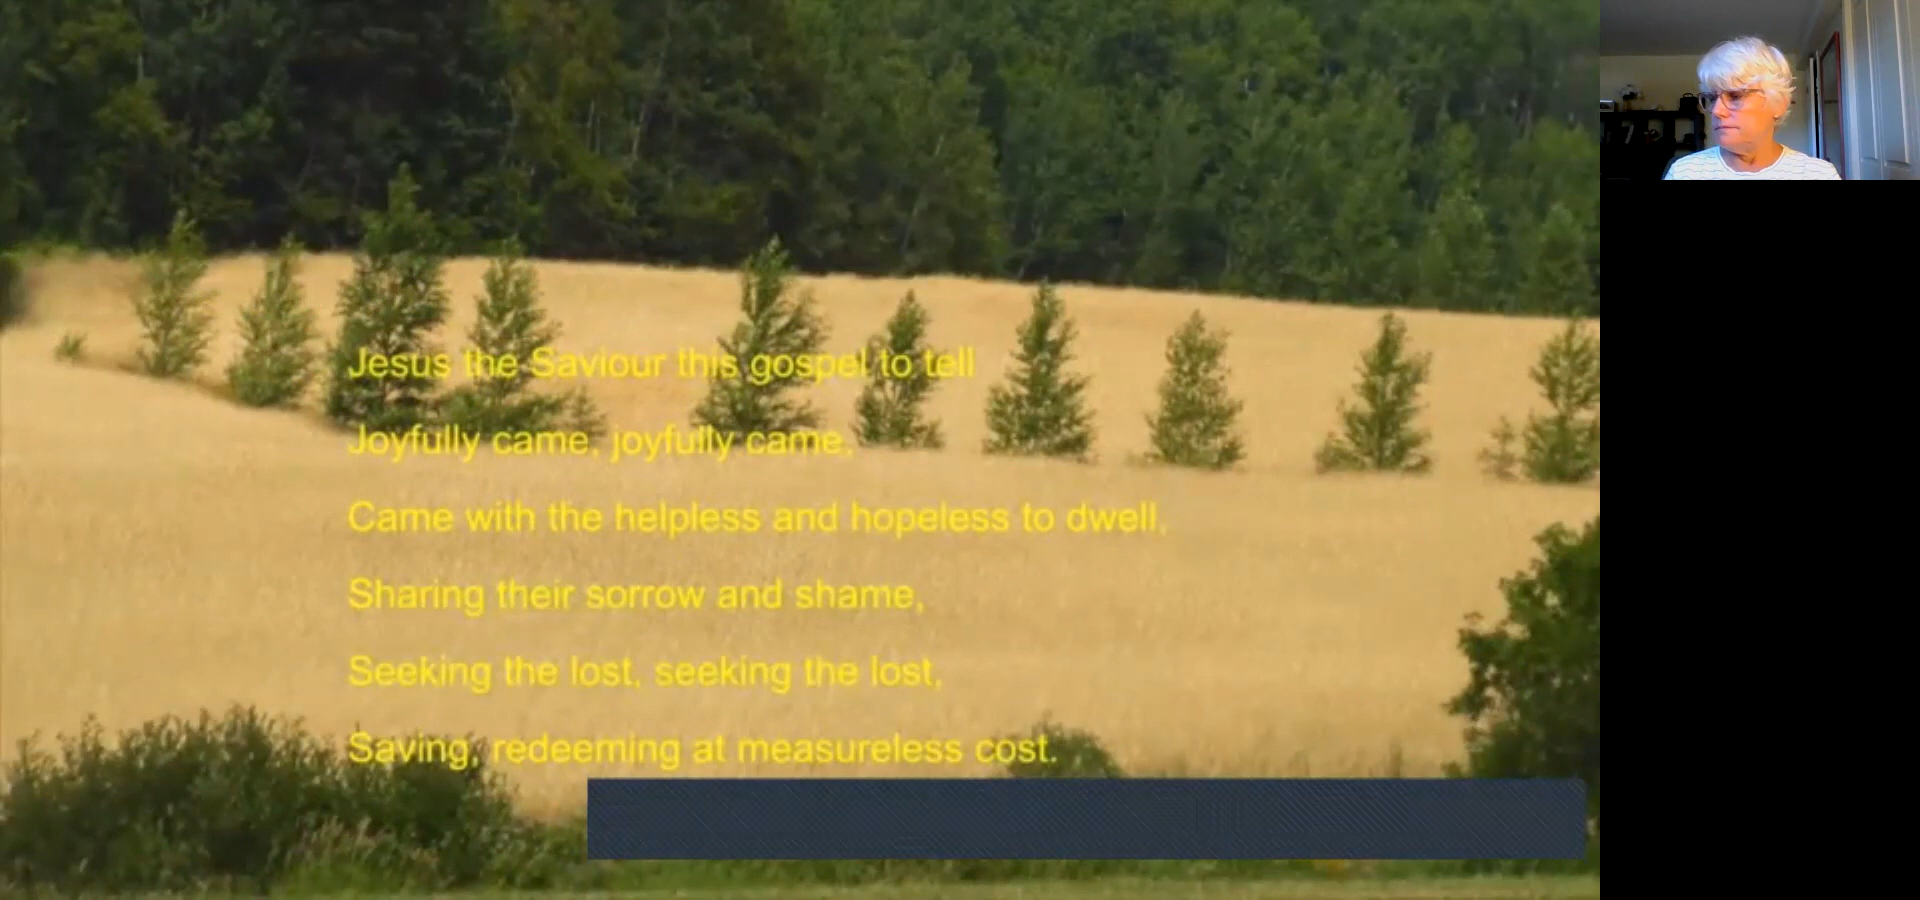 Jesus the Saviour this gospel to tell
Joyfully came, joyfully came,
Came with the helpless and hopeless to dwell,
Sharing their sorrow and shame,
Seeking the lost, seeking the lost,
Saving, redeeming at measureless cost.